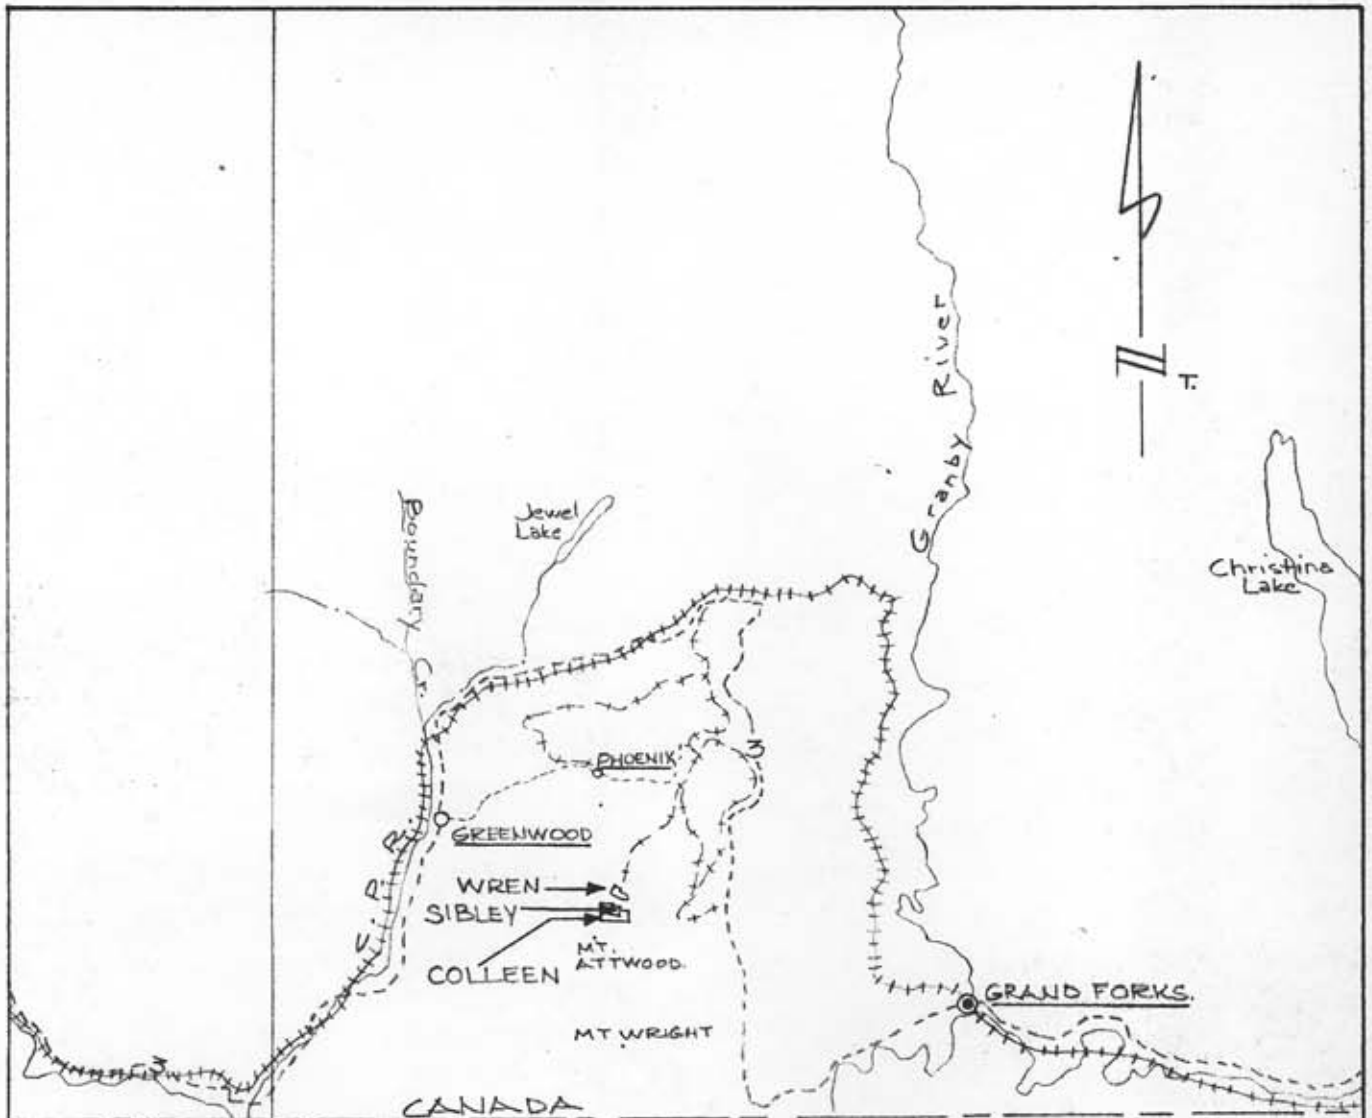 Granby River
N
T.
Jewel
Lake
Boundary Cr.
Christina
Lake
3
PHOENIX
GREENWOOD
C.P.R.
WREN
SIBLEY
COLLEEN
MT.
ATTWOOD.
GRAND FORKS.
MT WRIGHT
3
CANADA